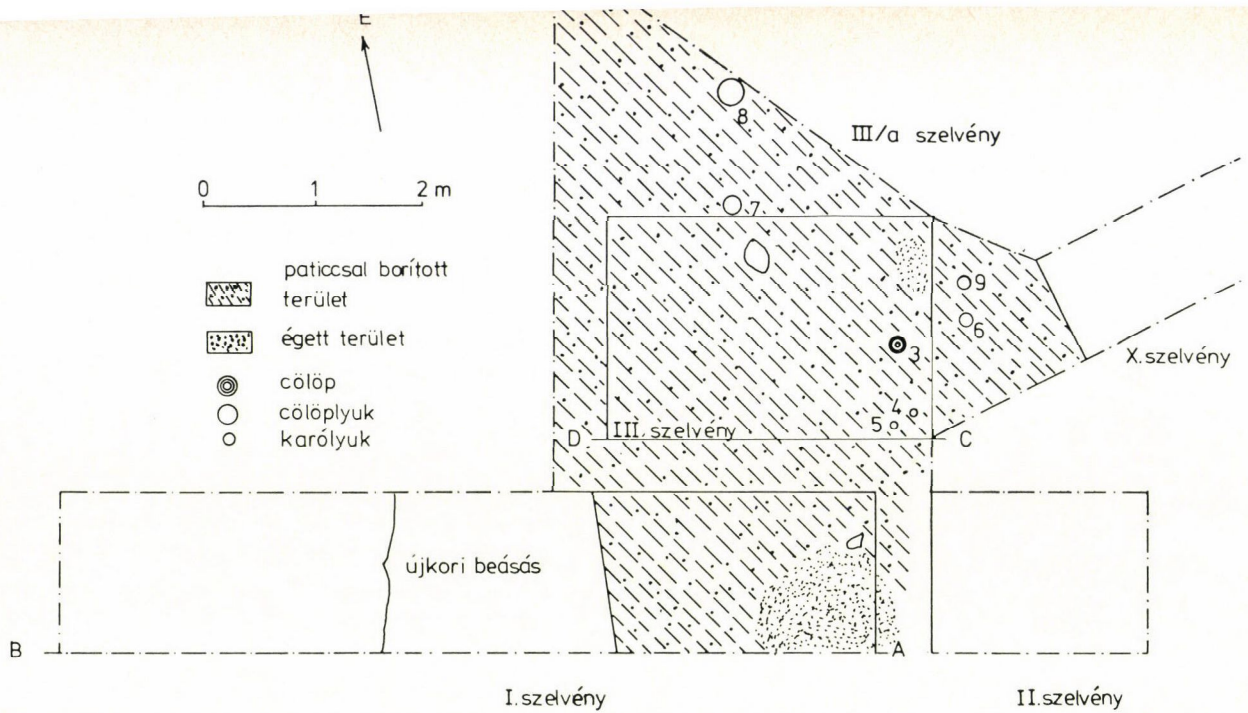 É
0 1 2 m
paticcsal borított
terület
égett terület
cölöp
cölöplyuk
karólyuk
8
III/a szelvény
7
9
6
3
X. szelvény
4
5
D
III. szelvény
C
újkori beásás
B
A
I. szelvény
II. szelvény